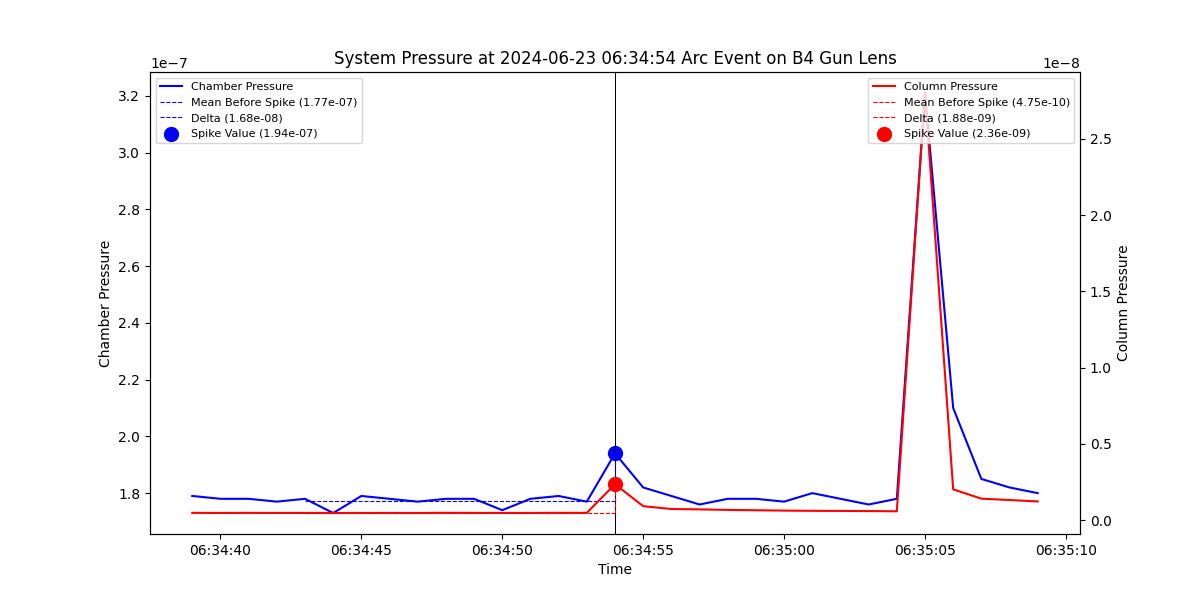 System Pressure at 2024-06-23 06:34:54 Arc Event on B4 Gun Lens
1e−7
1e−8
Chamber Pressure
Mean Before Spike (1.77e-07)
Delta (1.68e-08)
Spike Value (1.94e-07)
Column Pressure
Mean Before Spike (4.75e-10)
Delta (1.88e-09)
Spike Value (2.36e-09)
3.2
3.0
2.8
2.6
2.4
2.2
2.0
1.8
Chamber Pressure
2.5
2.0
1.5
1.0
0.5
0.0
Column Pressure
06:34:40
06:34:45
06:34:50
06:34:55
06:35:00
06:35:05
06:35:10
Time